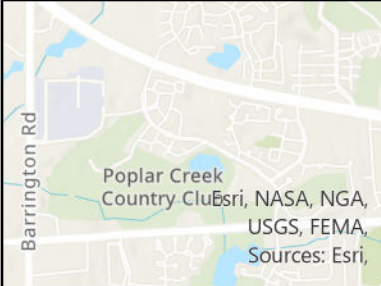 Barrington Rd
Poplar Creek
Country Club
Esri, NASA, NGA,
USGS, FEMA,
Sources: Esri,